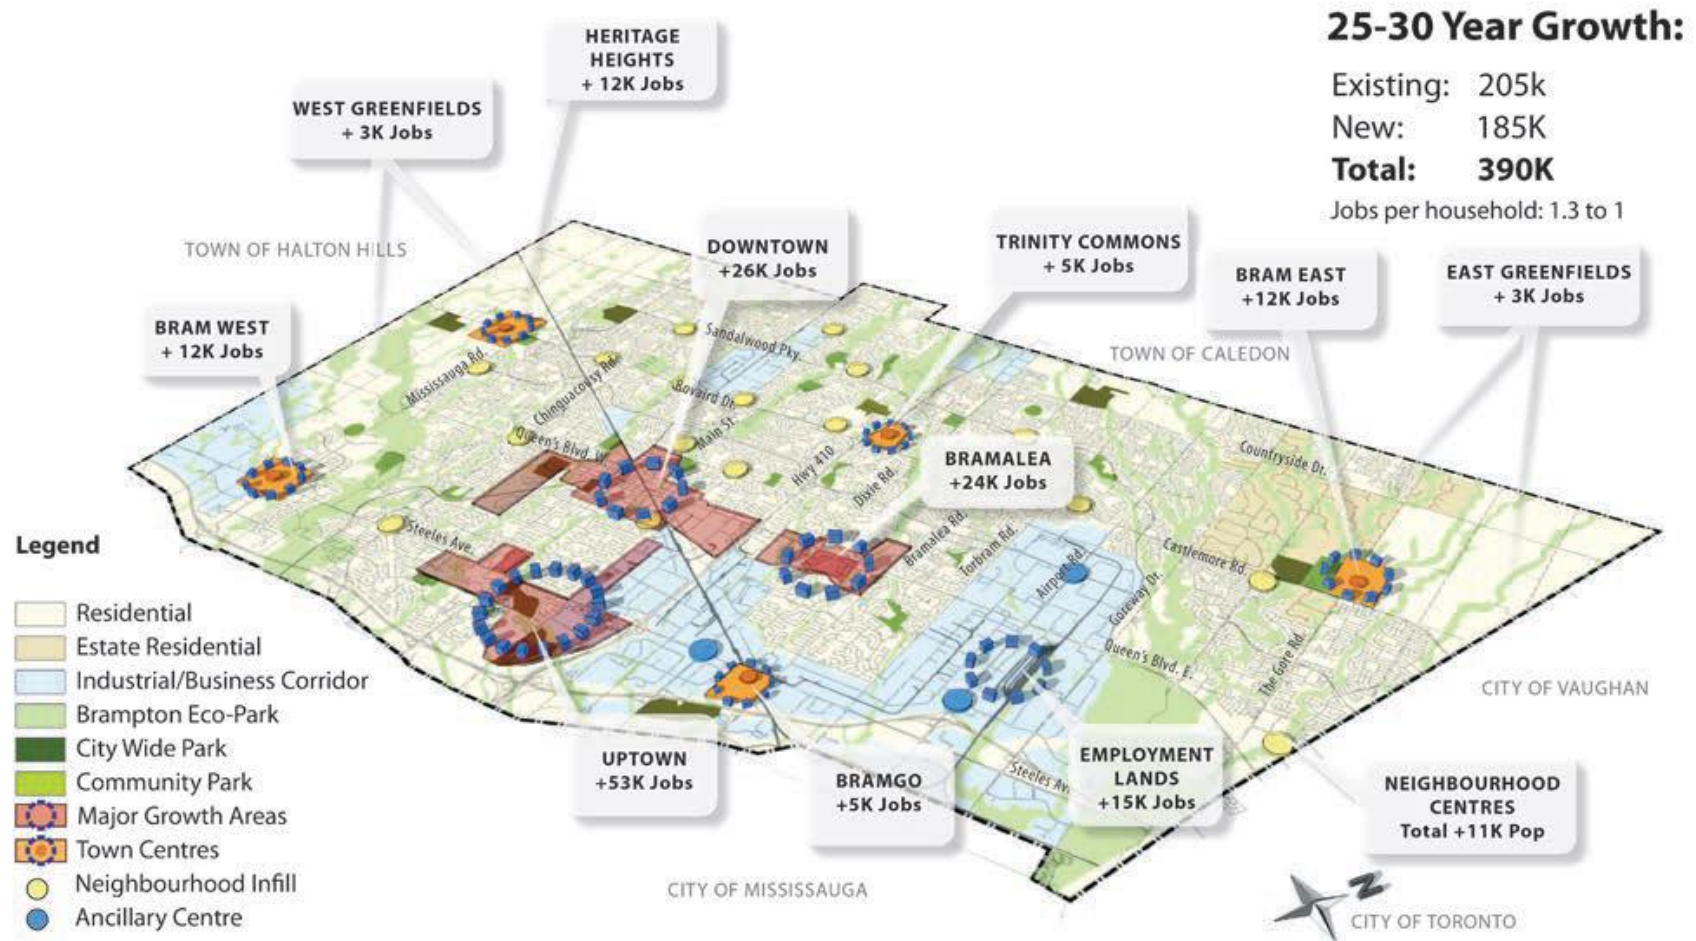 25-30 Year Growth:
Existing: 205k
New: 185K
Total: 390K
Jobs per household: 1.3 to 1
HERITAGE
HEIGHTS
+ 12K Jobs
WEST GREENFIELDS
+ 3K Jobs
TOWN OF HALTON HILLS
DOWNTOWN
+26K Jobs
TRINITY COMMONS
+ 5K Jobs
BRAM EAST
+12K Jobs
EAST GREENFIELDS
+ 3K Jobs
BRAM WEST
+ 12K Jobs
TOWN OF CALEDON
Sandalwood Pky.
Mississauga Rd.
Chinguacousy Rd.
Bovaird Dr.
Main St.
Queen's Blvd. W
Hwy 410
Dixie Rd.
BRAMALEA
+24K Jobs
Countryside Dr.
Steeles Ave.
Bramalea Rd.
Torbram Rd.
Airport Rd.
Castlemore Rd.
Goreway Dr.
Queen's Blvd. E.
The Gore Rd.
CITY OF VAUGHAN
Legend
Residential
Estate Residential
Industrial/Business Corridor
Brampton Eco-Park
City Wide Park
Community Park
Major Growth Areas
Town Centres
Neighbourhood Infill
Ancillary Centre
UPTOWN
+53K Jobs
BRAMGO
+5K Jobs
Steeles Av
EMPLOYMENT
LANDS
+15K Jobs
NEIGHBOURHOOD
CENTRES
Total +11K Pop
CITY OF MISSISSAUGA
N
CITY OF TORONTO